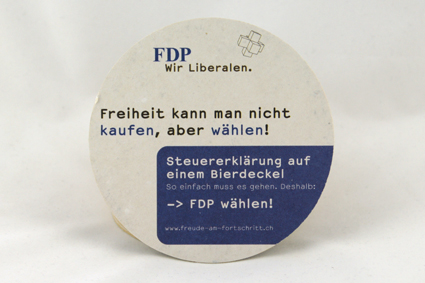 FDP
Wir Liberalen.
Freiheit kann man nicht
kaufen, aber wählen!
Steuererklärung auf
einem Bierdeckel
So einfach muss es gehen. Deshalb:
-> FDP wählen!
www.freude-am-fortschritt.ch